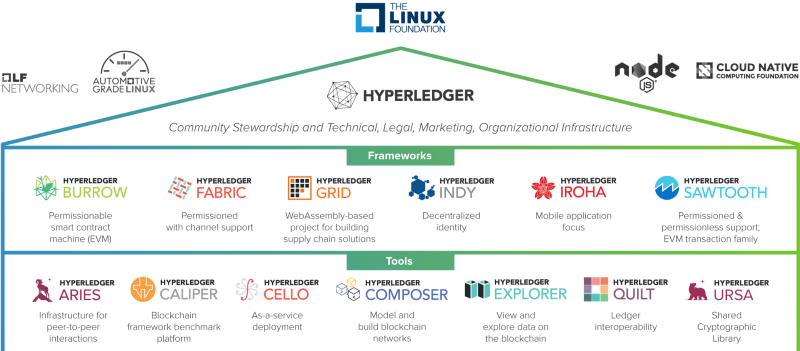 THE
LINUX
FOUNDATION
LF
NETWORKING
AUTOMOTIVE
GRADE LINUX
node
JS
CLOUD NATIVE
COMPUTING FOUNDATION
HYPERLEDGER
Community Stewardship and Technical, Legal, Marketing, Organizational Infrastructure
Frameworks
HYPERLEDGER
BURROW
Permissionable
smart contract
machine (EVM)
HYPERLEDGER
FABRIC
Permissioned
with channel support
HYPERLEDGER
GRID
WebAssembly-based
project for building
supply chain solutions
HYPERLEDGER
INDY
Decentralized
identity
HYPERLEDGER
IROHA
Mobile application
focus
HYPERLEDGER
SAWTOOTH
Permissioned &
permissionless support;
EVM transaction family
Tools
HYPERLEDGER
ARIES
Infrastructure for
peer-to-peer
interactions
HYPERLEDGER
CALIPER
Blockchain
framework benchmark
platform
HYPERLEDGER
CELLO
As-a-service
deployment
HYPERLEDGER
COMPOSER
Model and
build blockchain
networks
HYPERLEDGER
EXPLORER
View and
explore data on
the blockchain
HYPERLEDGER
QUILT
Ledger
interoperability
HYPERLEDGER
URSA
Shared
Cryptographic
Library